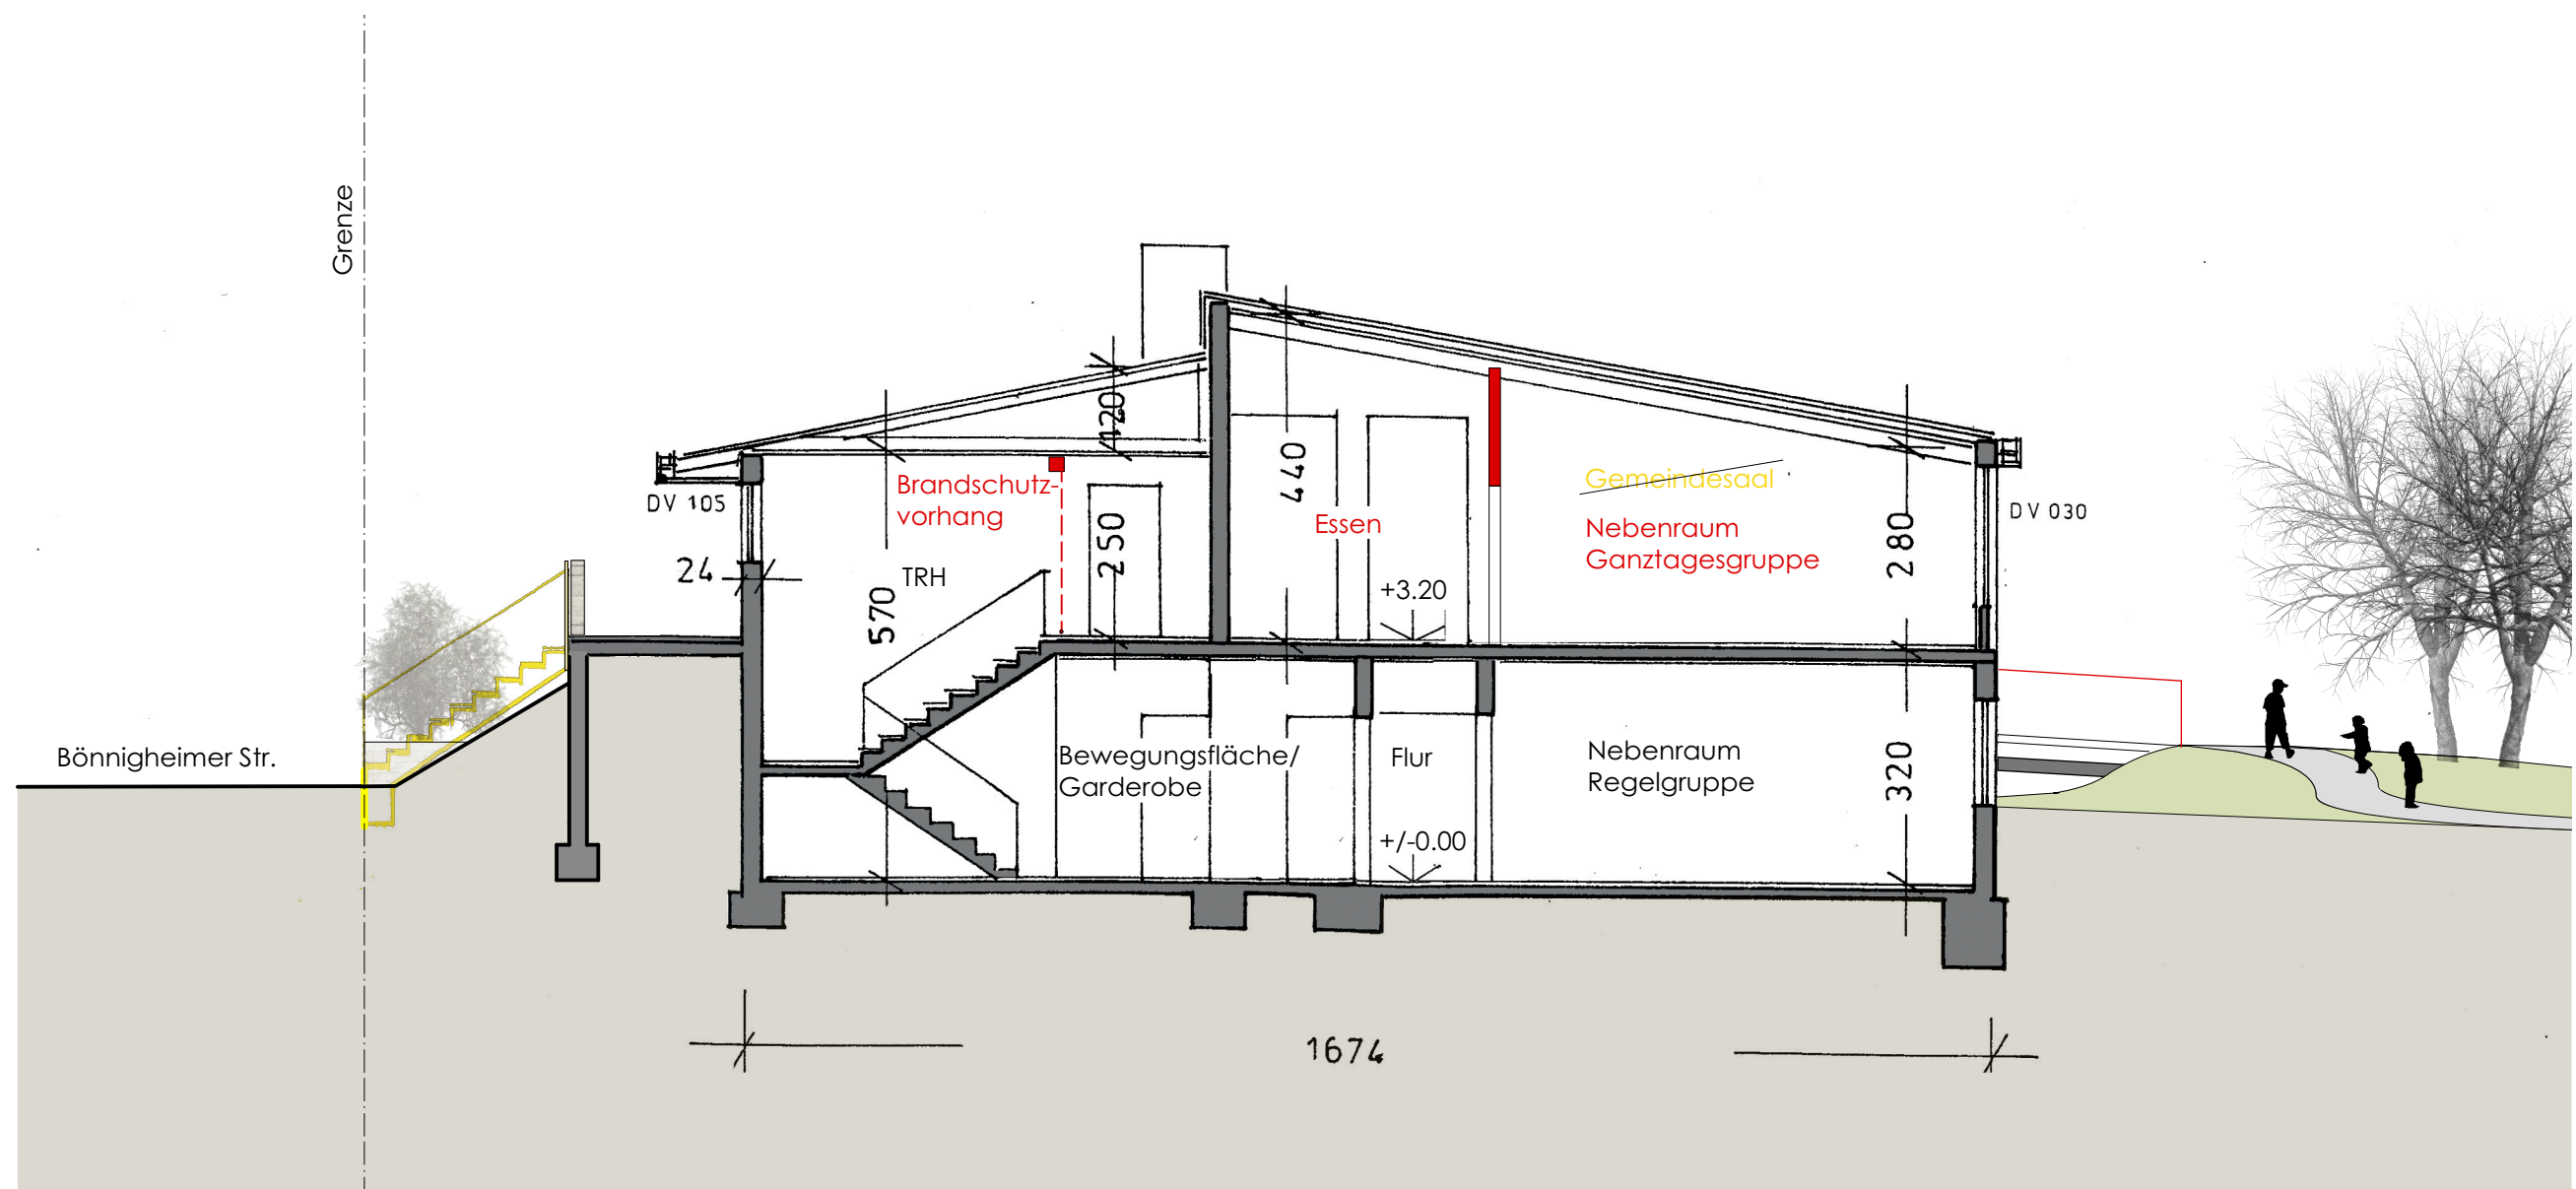 Grenze
120
DV 105
Brandschutz-
vorhang
440
Gemeindesaal
DV 030
24
TRH
250
Essen
Nebenraum
Ganztagesgruppe
280
570
+3.20
Bönnigheimer Str.
Bewegungsfläche/
Garderobe
Flur
Nebenraum
Regelgruppe
320
+/-0.00
1674